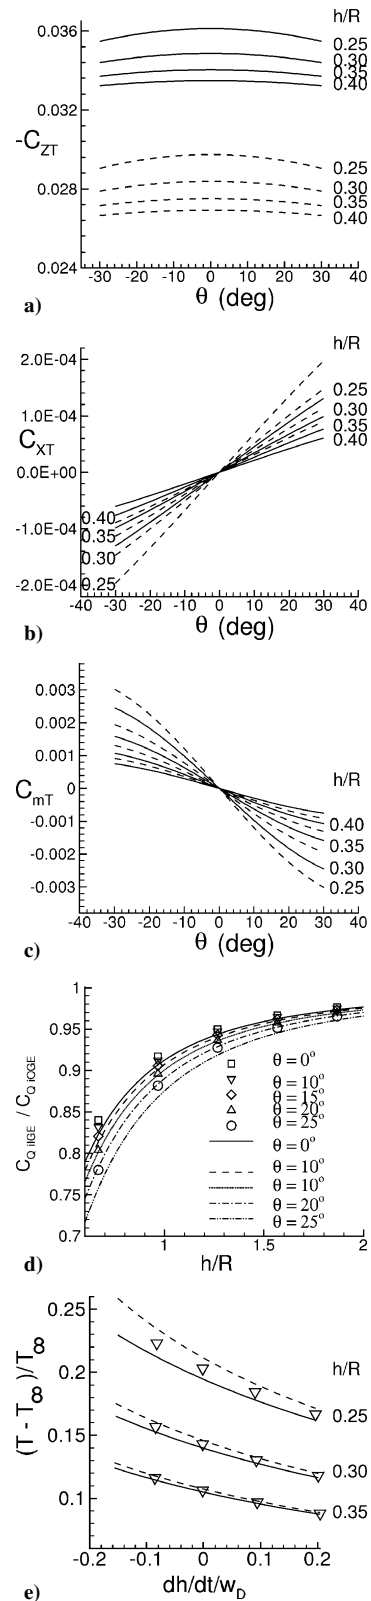 h/R
0.036
0.25
0.30
0.35
0.40
0.032
-C_ZT
0.25
0.028
0.30
0.35
0.40
0.024
-30 -20 -10 0 10 20 30 40
θ (deg)
a)
h/R
2.0E-04
0.25
1.0E-04
0.30
C_XT
0.35
0.40
0.0E+00
0.40
-1.0E-04
0.35
0.30
-2.0E-04
0.25
-40 -30 -20 -10 0 10 20 30 40
θ (deg)
b)
0.003
0.002
0.001
h/R
C_mT
0
-0.001
0.40
0.35
-0.002
0.30
-0.003
0.25
-40 -30 -20 -10 0 10 20 30 40
θ (deg)
c)
1
0.95
0.9
0.85
0.8
0.75
0.7
C_Q iIGE / C_Q iOGE
θ = 0°
θ = 10°
θ = 15°
θ = 20°
θ = 25°
θ = 0°
θ = 10°
θ = 10°
θ = 20°
θ = 25°
1 1.5 2
h/R
d)
0.25
0.2
0.15
0.1
(T - T∞)/T∞
h/R
0.25
0.30
0.35
-0.2 -0.1 0 0.1 0.2
dh/dt/w_D
e)